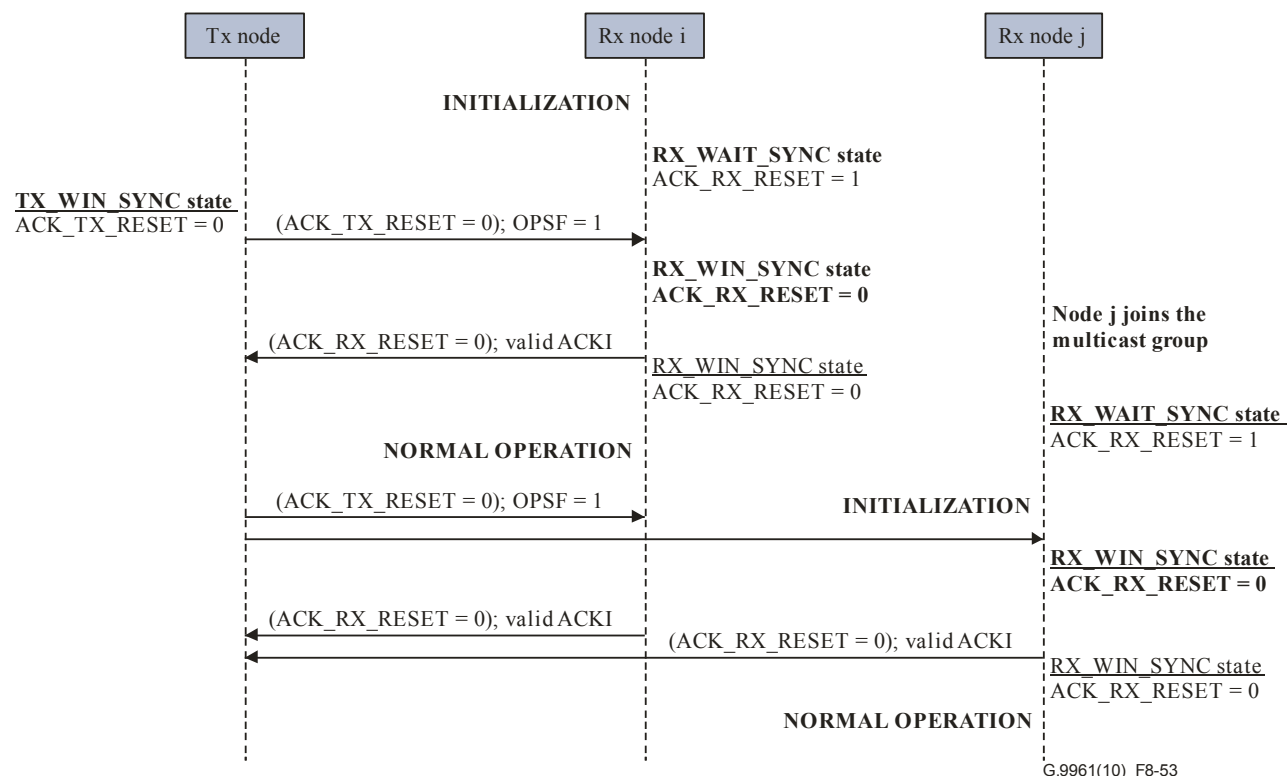 Tx node
Rx node i
Rx node j
INITIALIZATION
RX_WAIT_SYNC state
ACK_RX_RESET = 1
TX_WIN_SYNC state
ACK_TX_RESET = 0
(ACK_TX_RESET = 0); OPSF = 1
RX_WIN_SYNC state
ACK_RX_RESET = 0
Node j joins the
multicast group
(ACK_RX_RESET = 0); valid ACKI
RX_WIN_SYNC state
ACK_RX_RESET = 0
RX_WAIT_SYNC state
ACK_RX_RESET = 1
NORMAL OPERATION
(ACK_TX_RESET = 0); OPSF = 1
INITIALIZATION
RX_WIN_SYNC state
ACK_RX_RESET = 0
(ACK_RX_RESET = 0); valid ACKI
(ACK_RX_RESET = 0); valid ACKI
RX_WIN_SYNC state
ACK_RX_RESET = 0
NORMAL OPERATION
G.9961(10)_F8-53